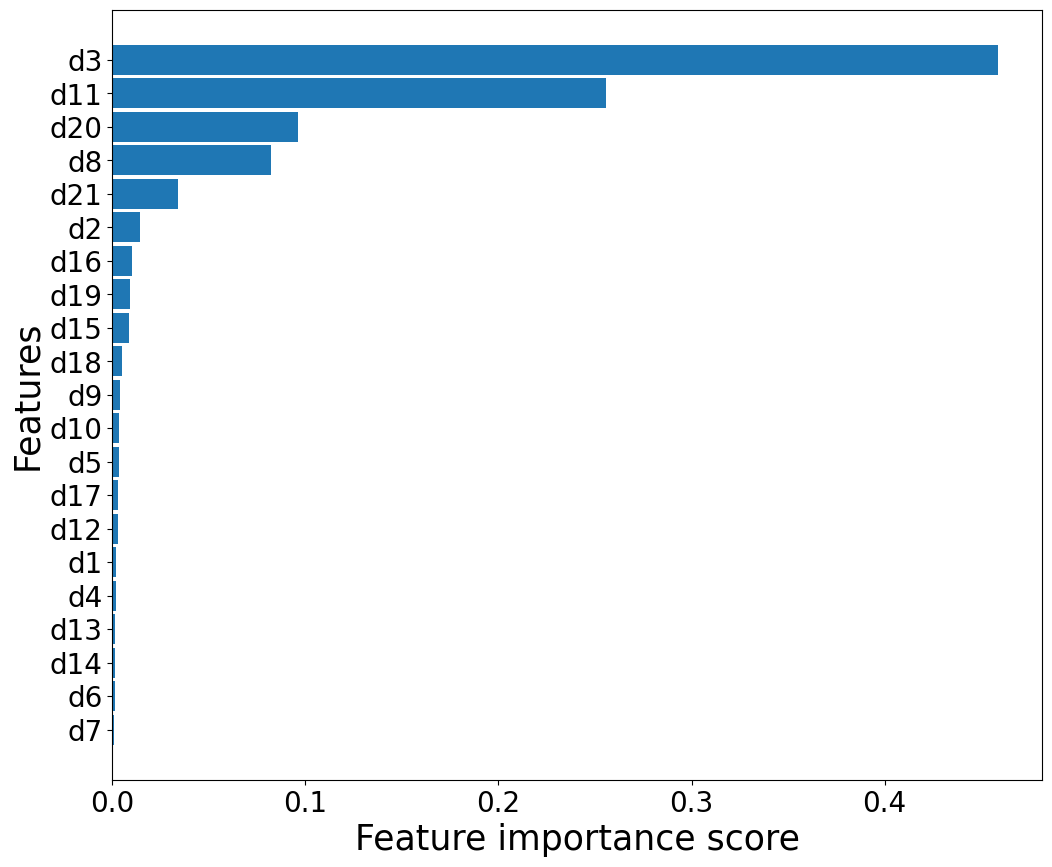 d3
d11
d20
d8
d21
d2
d16
d19
d15
d18
d9
d10
d5
d17
d12
d1
d4
d13
d14
d6
d7
Features
0.0 0.1 0.2 0.3 0.4
Feature importance score